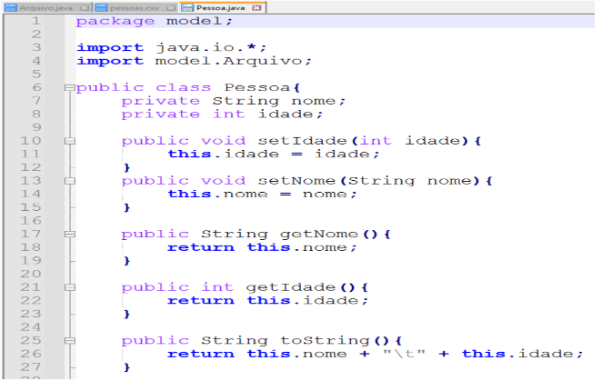 Arquivo.java pessoas.csv Pessoa.java
1 package model;
2
3 import java.io.*;
4 import model.Arquivo;
5
6 public class Pessoa{
7 private String nome;
8 private int idade;
9
10 public void setIdade(int idade){
11 this.idade = idade;
12 }
13 public void setNome(String nome){
14 this.nome = nome;
15 }
16
17 public String getNome(){
18 return this.nome;
19 }
20
21 public int getIdade(){
22 return this.idade;
23 }
24
25 public String toString(){
26 return this.nome + "\t" + this.idade;
27 }